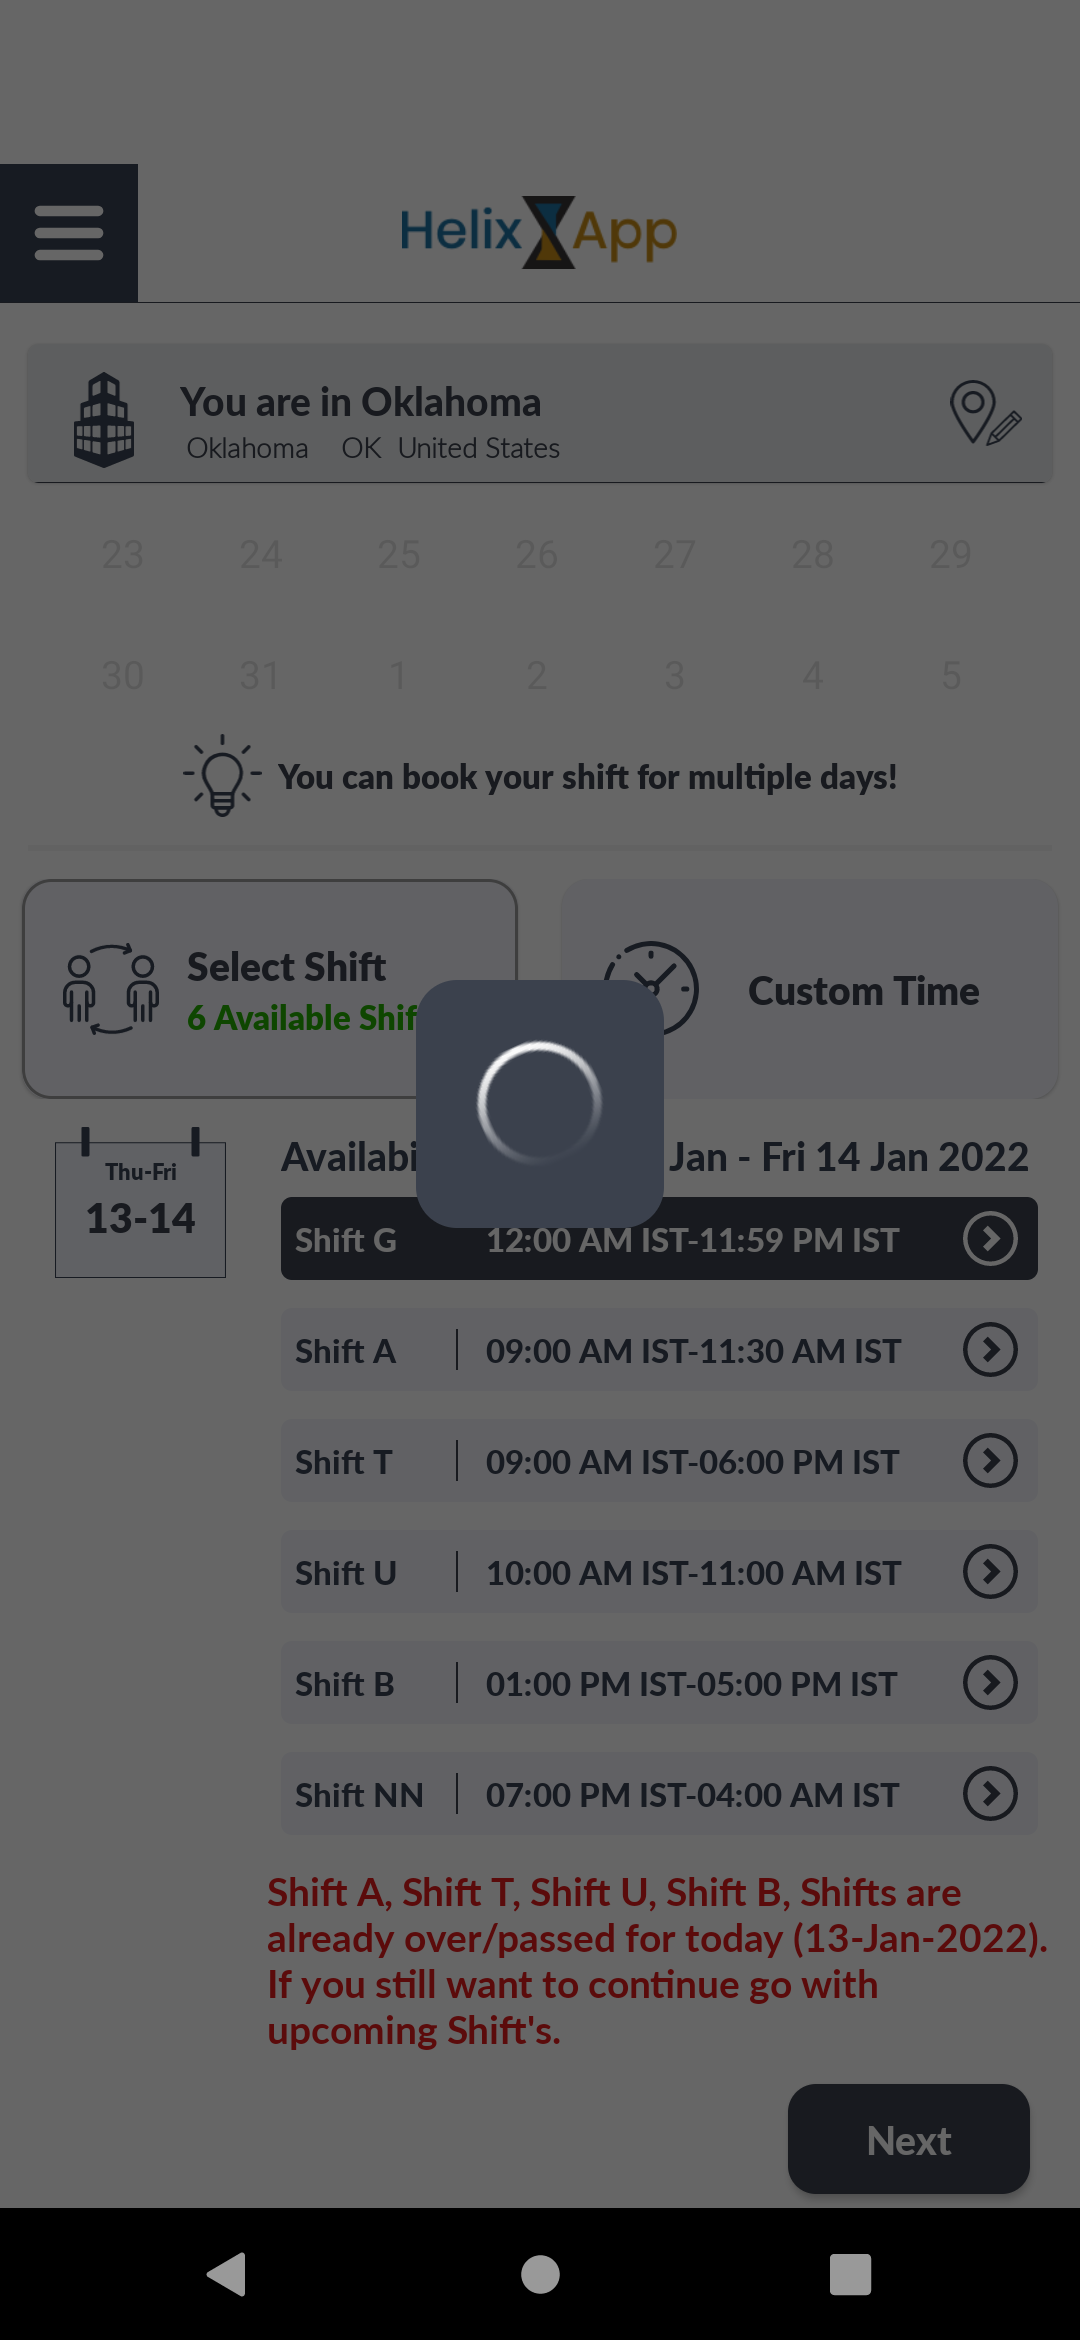 Helix App
You are in Oklahoma
Oklahoma OK United States
23 24 25 26 27 28 29
30 31 1 2 3 4 5
You can book your shift for multiple days!
Select Shift
6 Available
Custom Time
Thu-Fri
13-14
Jan - Fri 14 Jan 2022
Shift G 12:00 AM IST-11:59 PM IST
Shift A 09:00 AM IST-11:30 AM IST
Shift T 09:00 AM IST-06:00 PM IST
Shift U 10:00 AM IST-11:00 AM IST
Shift B 01:00 PM IST-05:00 PM IST
Shift NN 07:00 PM IST-04:00 AM IST
Shift A, Shift T, Shift U, Shift B, Shifts are
already over/passed for today (13-Jan-2022).
If you still want to continue go with
upcoming Shift's.
Next